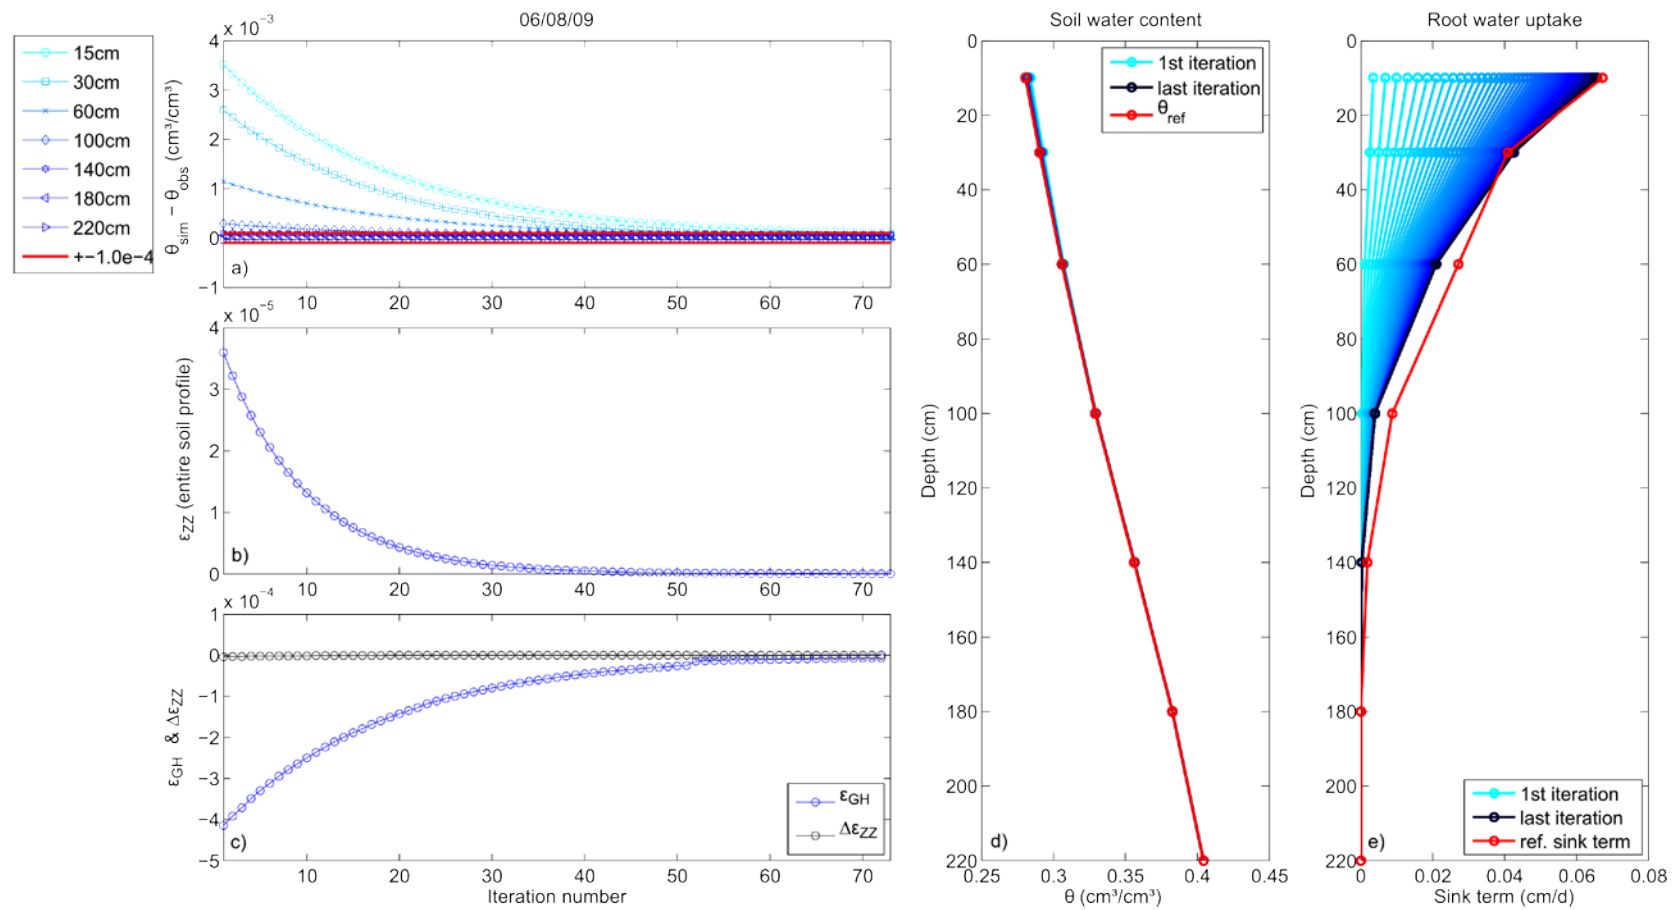 06/08/09
Soil water content
Root water uptake
15cm
30cm
60cm
100cm
140cm
180cm
220cm
+−1.0e−4
x 10⁻³
4
3
2
1
0
−1
θsim − θobs (cm³/cm³)
a)
10 20 30 40 50 60 70
x 10⁻⁵
4
3
2
1
0
εZZ (entire soil profile)
b)
10 20 30 40 50 60 70
x 10⁻⁴
1
0
−1
−2
−3
−4
−5
εGH & ΔεZZ
c)
εGH
ΔεZZ
10 20 30 40 50 60 70
Iteration number
0
20
40
60
80
100
120
140
160
180
200
220
Depth (cm)
1st iteration
last iteration
θref
d)
0.25 0.3 0.35 0.4 0.45
θ (cm³/cm³)
0
20
40
60
80
100
120
140
160
180
200
220
Depth (cm)
1st iteration
last iteration
ref. sink term
e)
0 0.02 0.04 0.06 0.08
Sink term (cm/d)